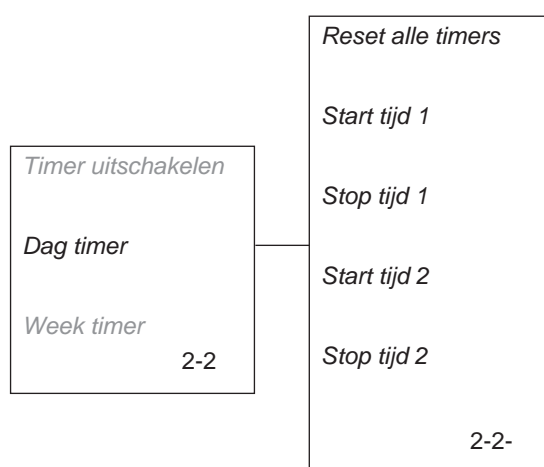 Timer uitschakelen
Dag timer
Week timer
2-2
Reset alle timers
Start tijd 1
Stop tijd 1
Start tijd 2
Stop tijd 2
2-2-